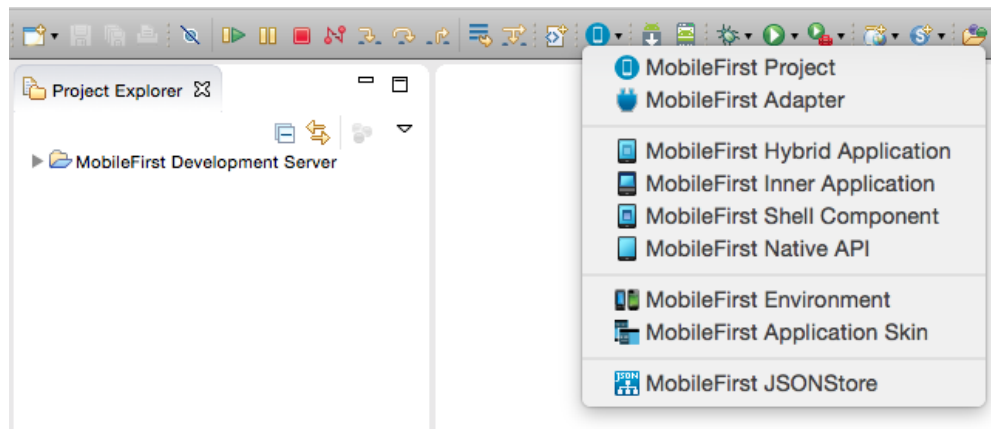 Project Explorer
MobileFirst Development Server
MobileFirst Project
MobileFirst Adapter
MobileFirst Hybrid Application
MobileFirst Inner Application
MobileFirst Shell Component
MobileFirst Native API
MobileFirst Environment
MobileFirst Application Skin
JSON
MobileFirst JSONStore